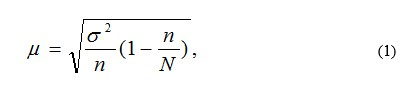 μ = √(σ²/n (1 − n/N)), (1)